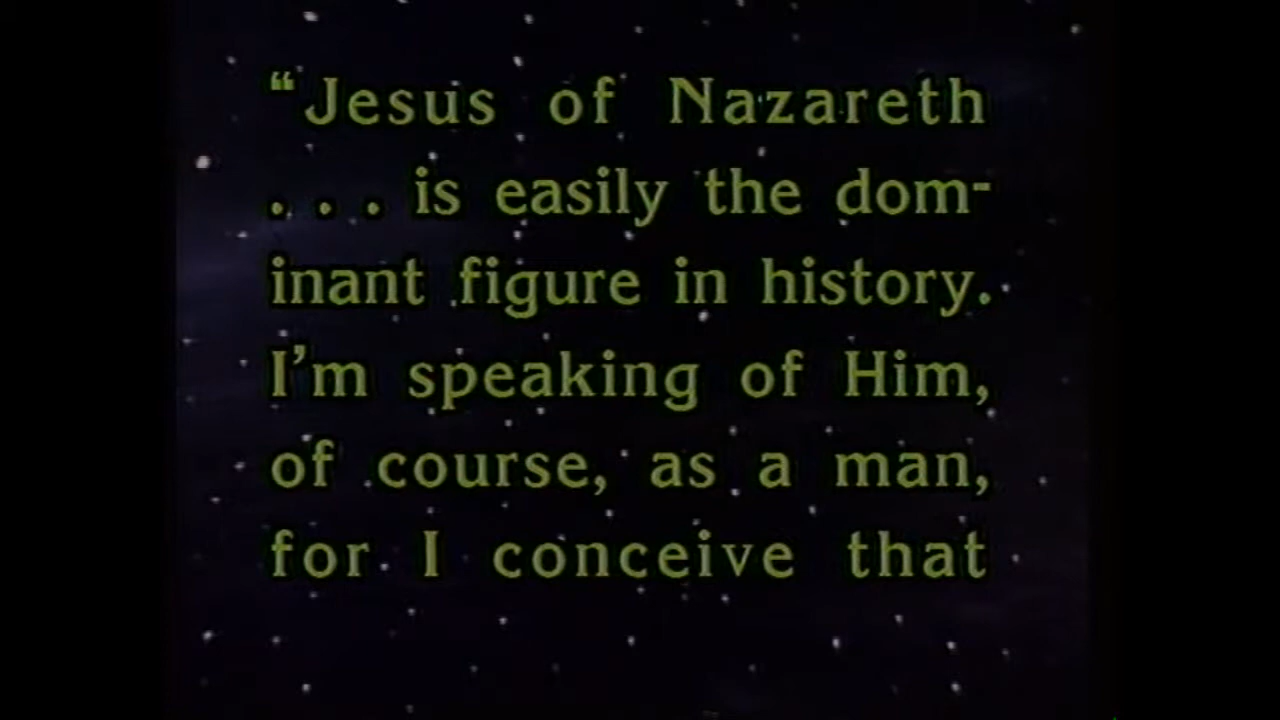 “Jesus of Nazareth
. . . is easily the dom-
inant figure in history.
I’m speaking of Him,
of course, as a man,
for I conceive that